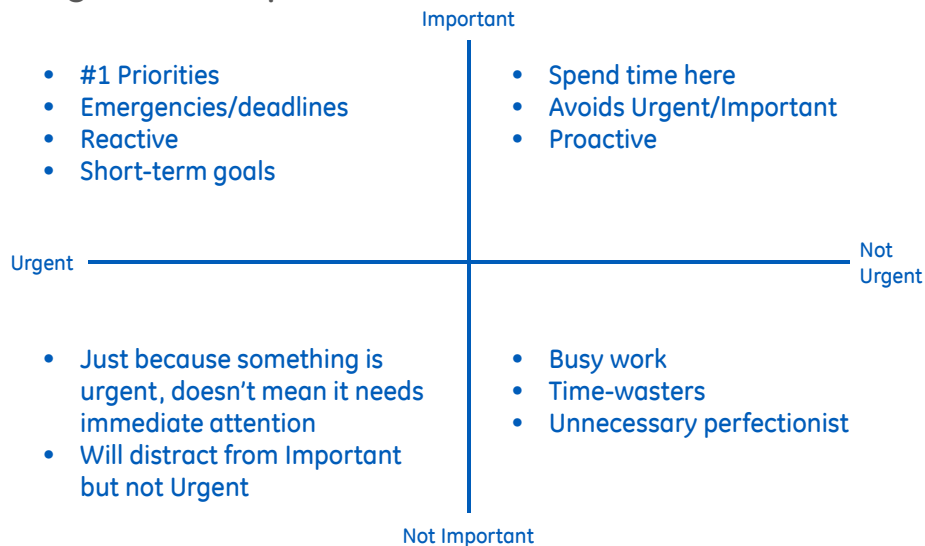 Important
• #1 Priorities
• Emergencies/deadlines
• Reactive
• Short-term goals
• Spend time here
• Avoids Urgent/Important
• Proactive
Urgent
Not
Urgent
• Just because something is
urgent, doesn't mean it needs
immediate attention
• Will distract from Important
but not Urgent
• Busy work
• Time-wasters
• Unnecessary perfectionist
Not Important